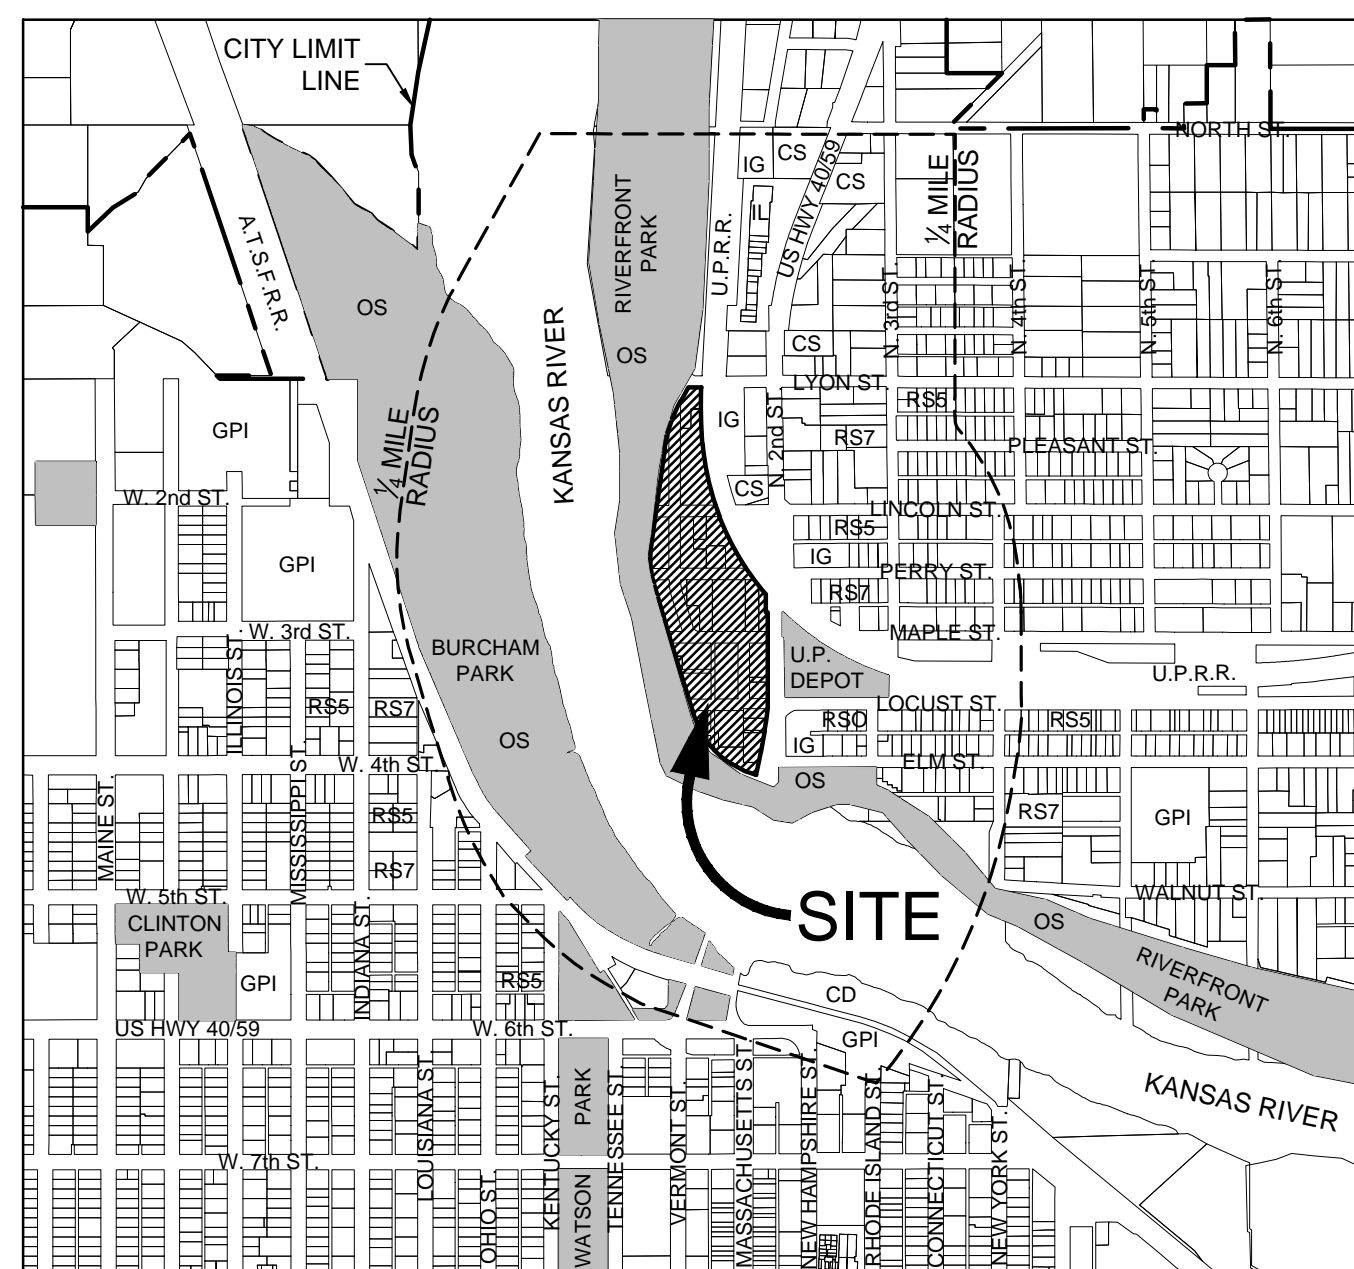 CITY LIMIT
LINE
NORTH ST.
IG
CS
CS
US HWY 40/59
1/4 MILE
RADIUS
A.T.S.F.R.R.
RIVERFRONT
PARK
U.P.R.R.
OS
KANSAS RIVER
OS
CS
N. 3rd ST.
N. 4th ST.
N. 5th ST.
N. 6th ST.
LYON ST.
RS5
GPI
1/4 MILE
RADIUS
IG
N. 2nd ST.
RS7
PLEASANT ST.
W. 2nd ST.
CS
LINCOLN ST.
RS5
GPI
IG
PERRY ST.
RS7
W. 3rd ST.
MAPLE ST.
BURCHAM
PARK
U.P.
DEPOT
U.P.R.R.
ILLINOIS ST.
RS5
RS7
LOCUST ST.
RSO
RS5
OS
IG
W. 4th ST.
ELM ST.
OS
MAINE ST.
MISSISSIPPI ST.
RS5
RS7
GPI
RS7
W. 5th ST.
WALNUT ST.
CLINTON
PARK
INDIANA ST.
SITE
OS
GPI
RS5
CD
RIVERFRONT
PARK
US HWY 40/59
W. 6th ST.
GPI
KANSAS RIVER
LOUISIANA ST.
OHIO ST.
KENTUCKY ST.
WATSON
PARK
TENNESSEE ST.
VERMONT ST.
MASSACHUSETTS ST.
NEW HAMPSHIRE ST.
RHODE ISLAND ST.
CONNECTICUT ST.
NEW YORK ST.
W. 7th ST.